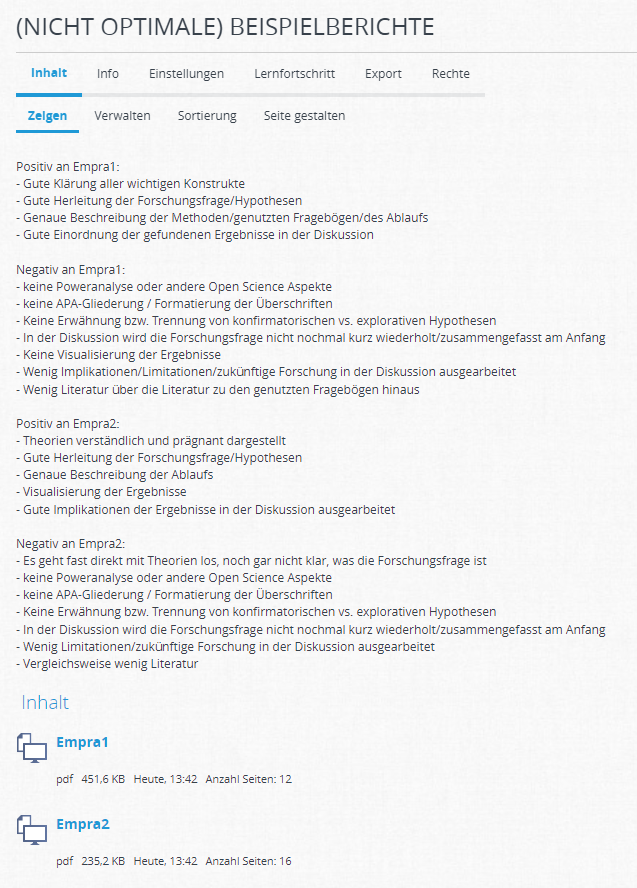 (NICHT OPTIMALE) BEISPIELBERICHTE
Inhalt Info Einstellungen Lernfortschritt Export Rechte
Zeigen Verwalten Sortierung Seite gestalten
Positiv an Empra1:
- Gute Klärung aller wichtigen Konstrukte
- Gute Herleitung der Forschungsfrage/Hypothesen
- Genaue Beschreibung der Methoden/genutzten Fragebögen/des Ablaufs
- Gute Einordnung der gefundenen Ergebnisse in der Diskussion
Negativ an Empra1:
- keine Poweranalyse oder andere Open Science Aspekte
- keine APA-Gliederung / Formatierung der Überschriften
- Keine Erwähnung bzw. Trennung von konfirmatorischen vs. explorativen Hypothesen
- In der Diskussion wird die Forschungsfrage nicht nochmal kurz wiederholt/zusammengefasst am Anfang
- Keine Visualisierung der Ergebnisse
- Wenig Implikationen/Limitationen/zukünftige Forschung in der Diskussion ausgearbeitet
- Wenig Literatur über die Literatur zu den genutzten Fragebögen hinaus
Positiv an Empra2:
- Theorien verständlich und prägnant dargestellt
- Gute Herleitung der Forschungsfrage/Hypothesen
- Genaue Beschreibung der Ablaufs
- Visualisierung der Ergebnisse
- Gute Implikationen der Ergebnisse in der Diskussion ausgearbeitet
Negativ an Empra2:
- Es geht fast direkt mit Theorien los, noch gar nicht klar, was die Forschungsfrage ist
- keine Poweranalyse oder andere Open Science Aspekte
- keine APA-Gliederung / Formatierung der Überschriften
- Keine Erwähnung bzw. Trennung von konfirmatorischen vs. explorativen Hypothesen
- In der Diskussion wird die Forschungsfrage nicht nochmal kurz wiederholt/zusammengefasst am Anfang
- Wenig Limitationen/zukünftige Forschung in der Diskussion ausgearbeitet
- Vergleichsweise wenig Literatur
Inhalt
Empra1
pdf 451,6 KB Heute, 13:42 Anzahl Seiten: 12
Empra2
pdf 235,2 KB Heute, 13:42 Anzahl Seiten: 16